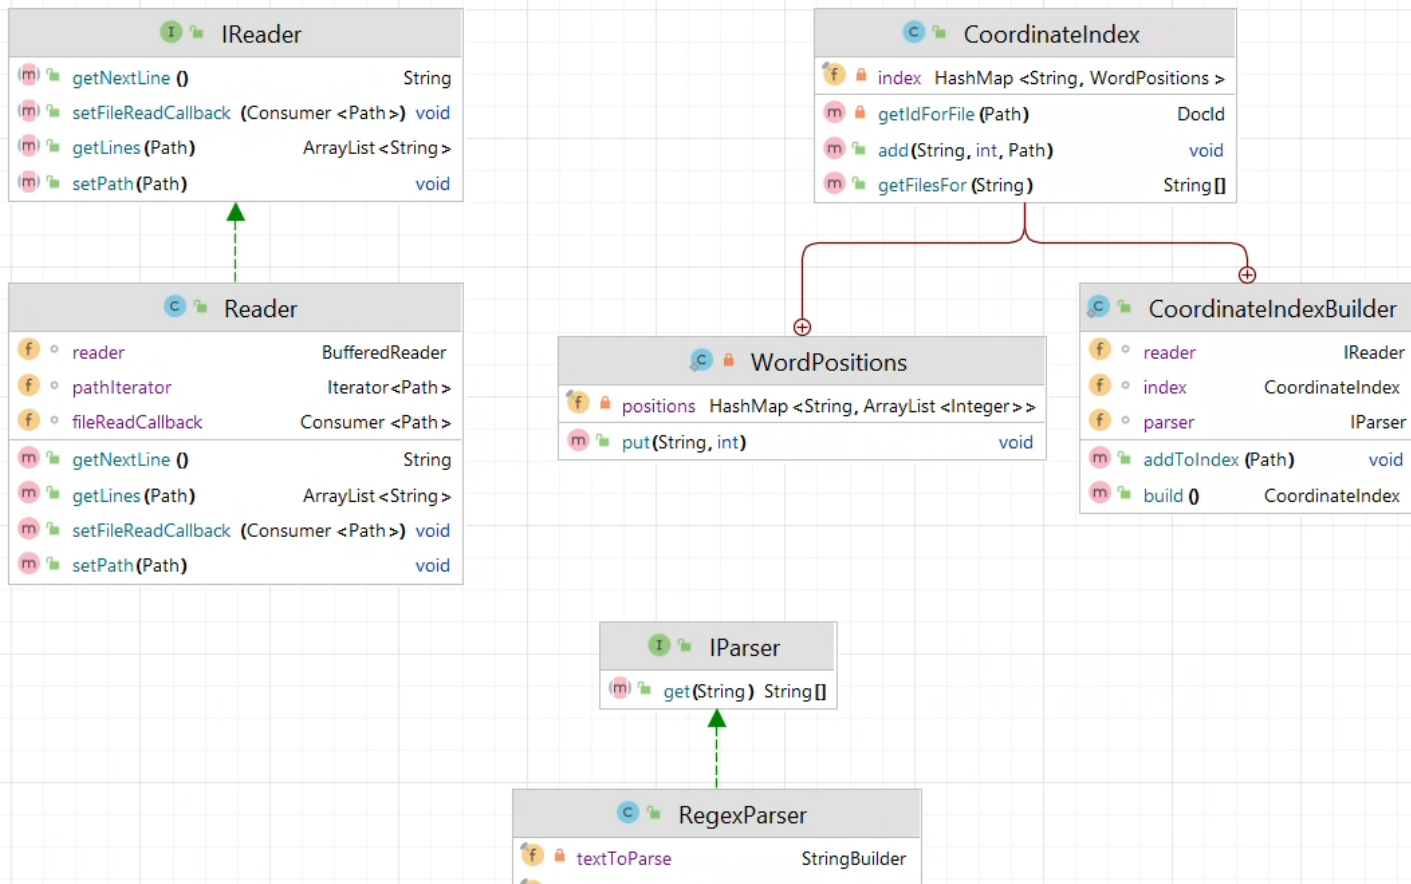 IReader
getNextLine () String
setFileReadCallback (Consumer <Path>) void
getLines (Path) ArrayList<String>
setPath(Path) void
Reader
reader BufferedReader
pathIterator Iterator<Path>
fileReadCallback Consumer <Path>
getNextLine () String
getLines (Path) ArrayList<String>
setFileReadCallback (Consumer <Path>) void
setPath(Path) void
CoordinateIndex
index HashMap <String, WordPositions >
getIdForFile (Path) DocId
add(String, int, Path) void
getFilesFor (String) String[]
WordPositions
positions HashMap <String, ArrayList <Integer>>
put(String, int) void
CoordinateIndexBuilder
reader IReader
index CoordinateIndex
parser IParser
addToIndex (Path) void
build () CoordinateIndex
IParser
get(String) String[]
RegexParser
textToParse StringBuilder